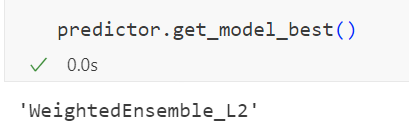 predictor.get_model_best()
0.0s
'WeightedEnsemble_L2'